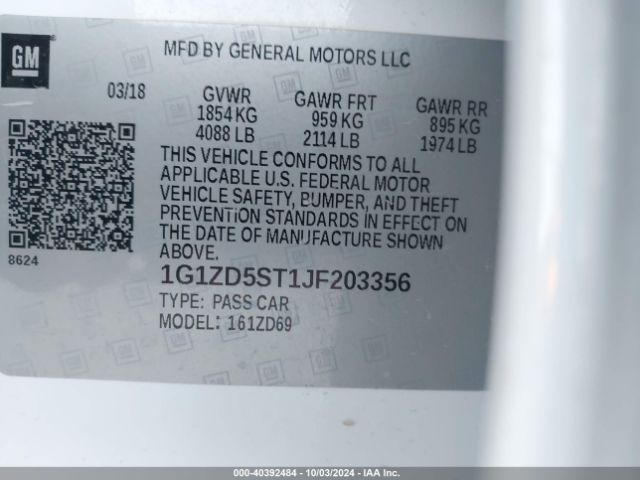 GM
MFD BY GENERAL MOTORS LLC
03/18
GVWR
1854 KG
4088 LB
GAWR FRT
959 KG
2114 LB
GAWR RR
895 KG
1974 LB
THIS VEHICLE CONFORMS TO ALL
APPLICABLE U.S. FEDERAL MOTOR
VEHICLE SAFETY, BUMPER, AND THEFT
PREVENTION STANDARDS IN EFFECT ON
THE DATE OF MANUFACTURE SHOWN
ABOVE.
8624
1G1ZD5ST1JF203356
TYPE: PASS CAR
MODEL: 161ZD69
000-40392484 - 10/03/2024 - IAA Inc.